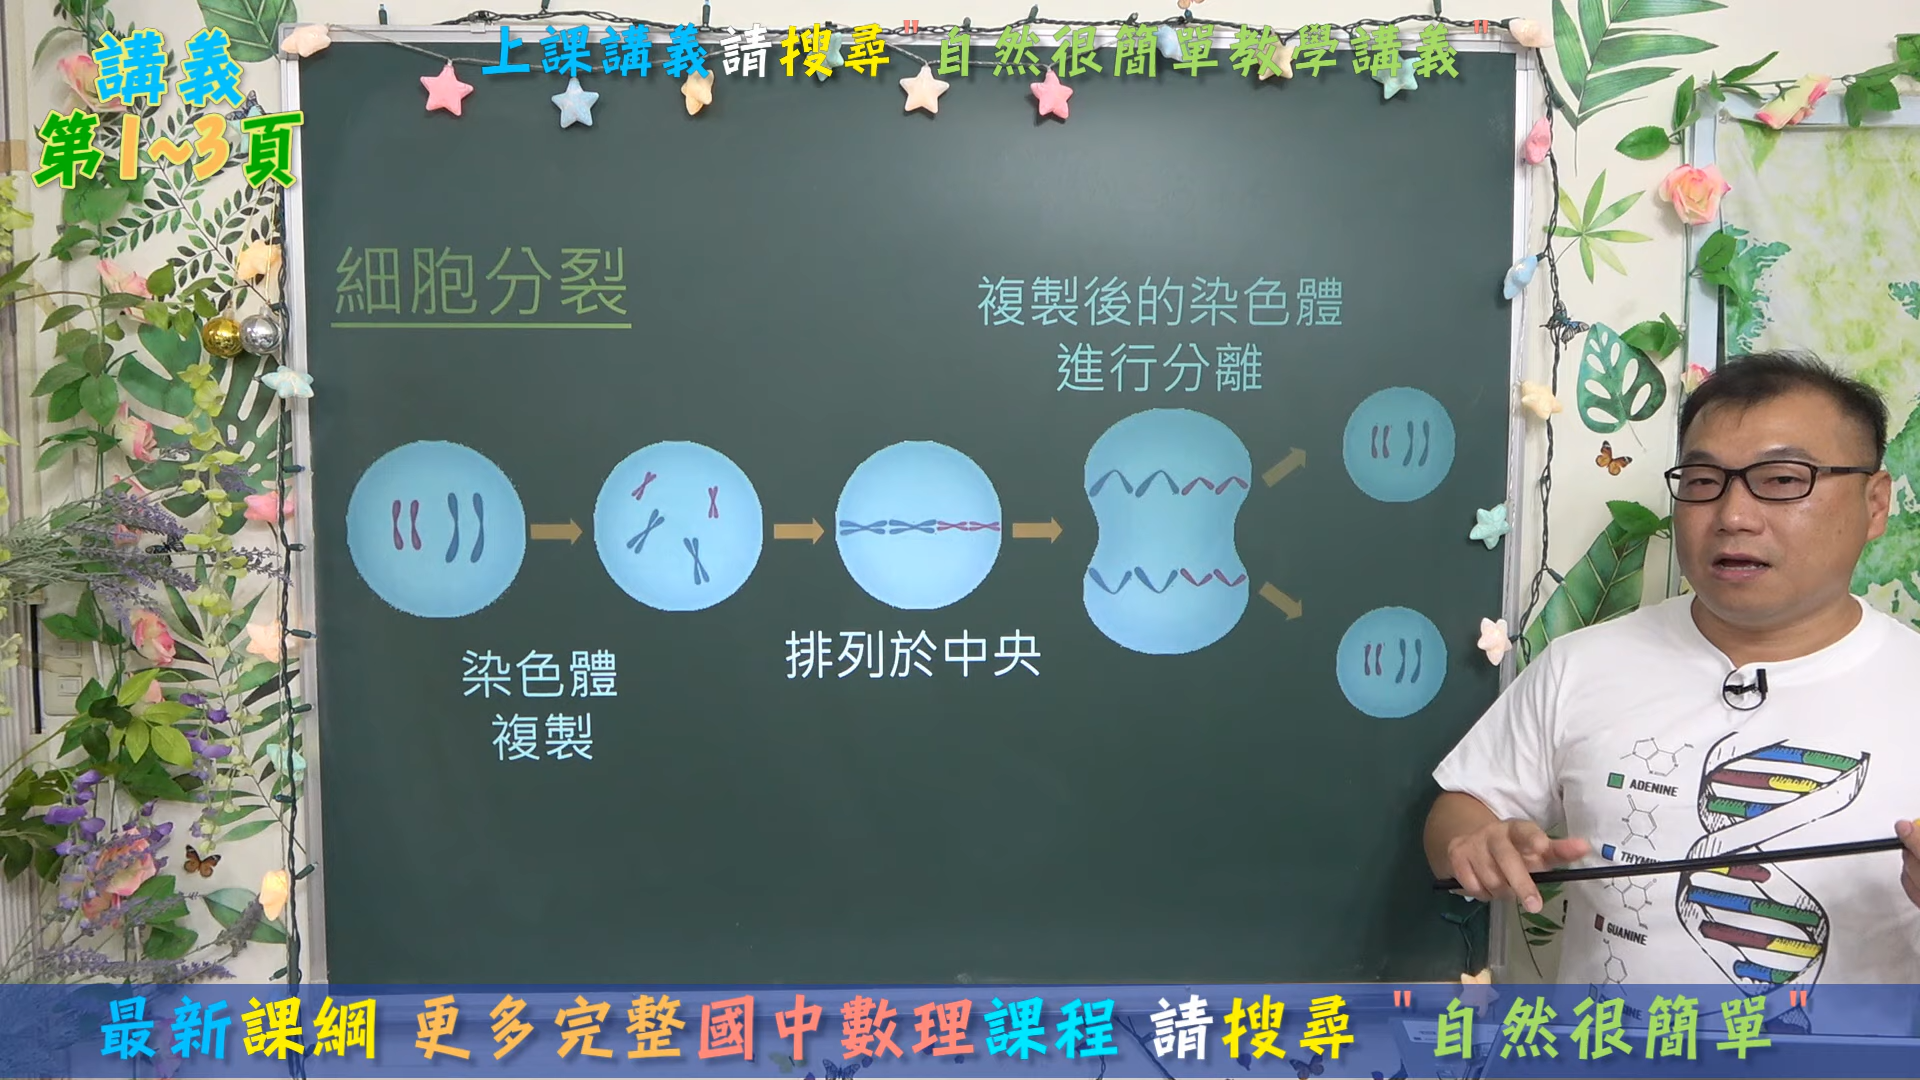 上課講義請搜尋"自然很簡單教學講義"
講義
第1~3頁
細胞分裂
複製後的染色體
進行分離
染色體
複製
排列於中央
ADENINE
THYMI
GUANINE
最新課綱 更多完整國中數理課程 請搜尋"自然很簡單"